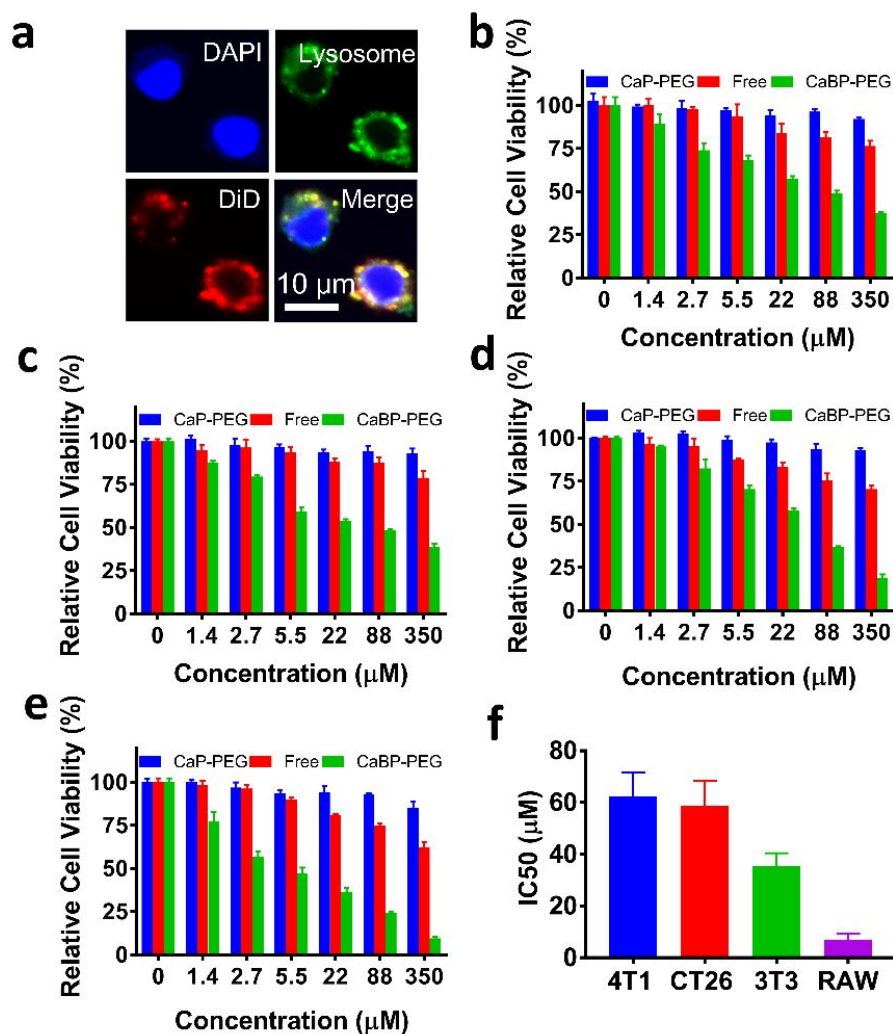 a
DAPI
Lysosome
DiD
Merge
10 μm
b
Relative Cell Viability (%)
CaP-PEG Free CaBP-PEG
100
75
50
25
0
0 1.4 2.7 5.5 22 88 350
Concentration (μM)
c
Relative Cell Viability (%)
CaP-PEG Free CaBP-PEG
100
75
50
25
0
0 1.4 2.7 5.5 22 88 350
Concentration (μM)
d
Relative Cell Viability (%)
CaP-PEG Free CaBP-PEG
100
75
50
25
0
0 1.4 2.7 5.5 22 88 350
Concentration (μM)
e
Relative Cell Viability (%)
CaP-PEG Free CaBP-PEG
100
75
50
25
0
0 1.4 2.7 5.5 22 88 350
Concentration (μM)
f
IC50 (μM)
80
60
40
20
0
4T1 CT26 3T3 RAW